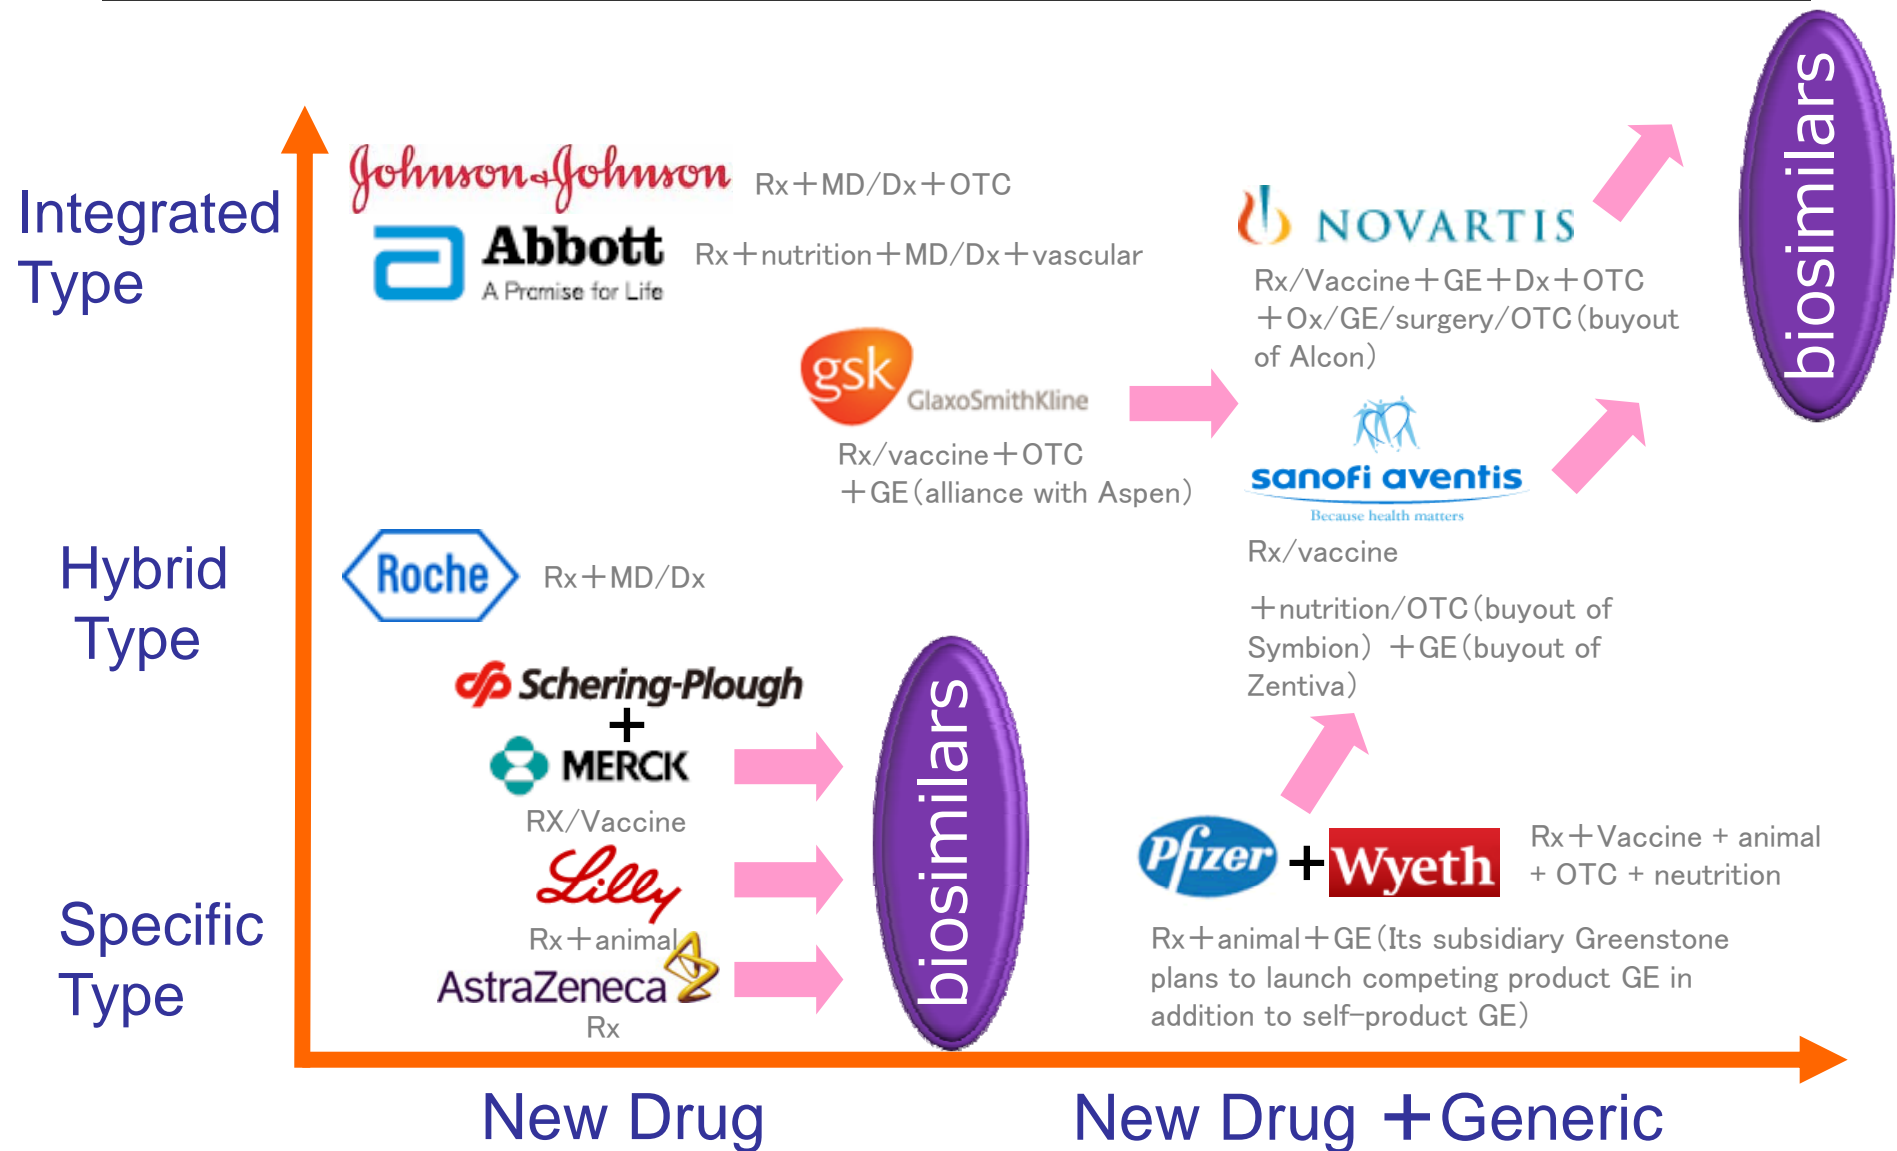 Integrated
Type
Hybrid
Type
Specific
Type
Johnson & Johnson
Rx+MD/Dx+OTC
Abbott
A Promise for Life
Rx+nutrition+MD/Dx+vascular
gsk
GlaxoSmithKline
Rx/vaccine+OTC
+GE(alliance with Aspen)
NOVARTIS
Rx/Vaccine+GE+Dx+OTC
+Ox/GE/surgery/OTC(buyout
of Alcon)
biosimilars
sanofi aventis
Because health matters
Rx/vaccine
+nutrition/OTC(buyout of
Symbion) +GE(buyout of
Zentiva)
Roche
Rx+MD/Dx
Schering-Plough
+
MERCK
RX/Vaccine
Lilly
Rx+animal
AstraZeneca
Rx
biosimilars
Pfizer
+
Wyeth
Rx+Vaccine + animal
+ OTC + neutrition
Rx+animal+GE(Its subsidiary Greenstone
plans to launch competing product GE in
addition to self-product GE)
New Drug
New Drug +Generic